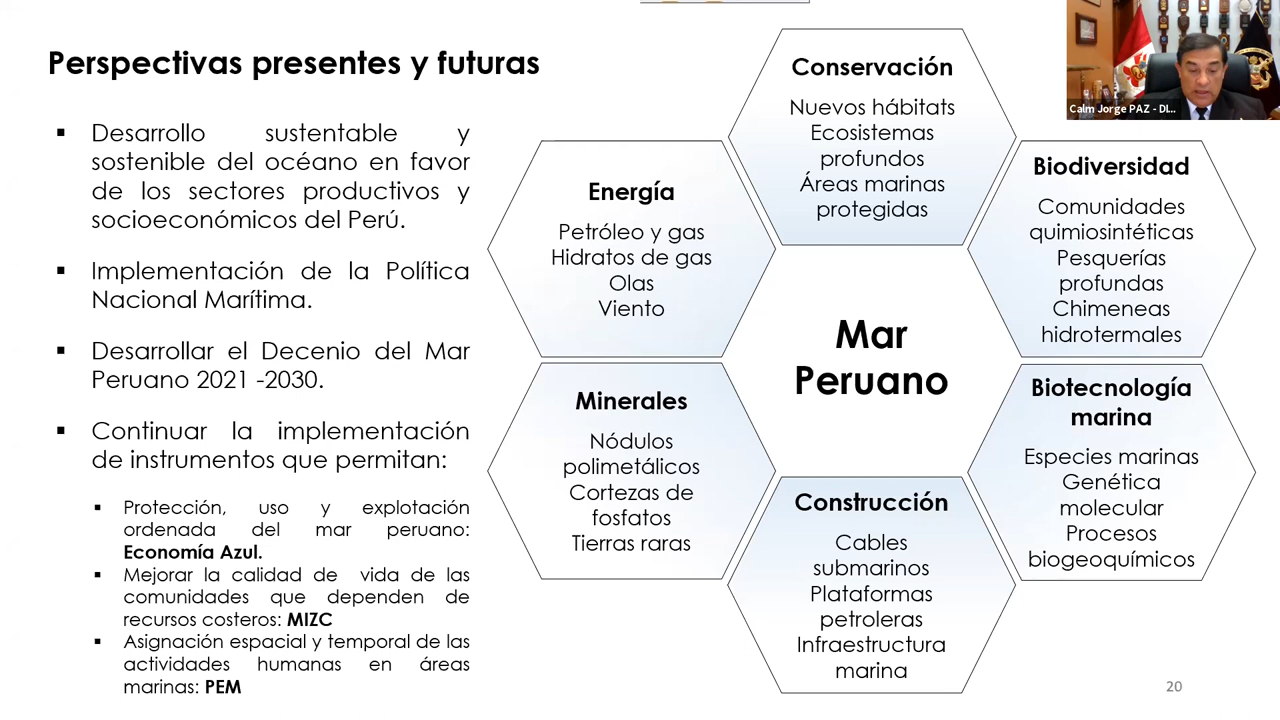 Perspectivas presentes y futuras
▪ Desarrollo sustentable y
sostenible del océano en favor
de los sectores productivos y
socioeconómicos del Perú.
▪ Implementación de la Política
Nacional Marítima.
▪ Desarrollar el Decenio del Mar
Peruano 2021 -2030.
▪ Continuar la implementación
de instrumentos que permitan:
▪ Protección, uso y explotación
ordenada del mar peruano:
Economía Azul.
▪ Mejorar la calidad de vida de las
comunidades que dependen de
recursos costeros: MIZC
▪ Asignación espacial y temporal de las
actividades humanas en áreas
marinas: PEM
Conservación
Nuevos hábitats
Ecosistemas
profundos
Áreas marinas
protegidas
Energía
Petróleo y gas
Hidratos de gas
Olas
Viento
Biodiversidad
Comunidades
quimiosintéticas
Pesquerías
profundas
Chimeneas
hidrotermales
Mar
Peruano
Minerales
Nódulos
polimetálicos
Cortezas de
fosfatos
Tierras raras
Biotecnología
marina
Especies marinas
Genética
molecular
Procesos
biogeoquímicos
Construcción
Cables
submarinos
Plataformas
petroleras
Infraestructura
marina
Calm Jorge PAZ - DI...
20